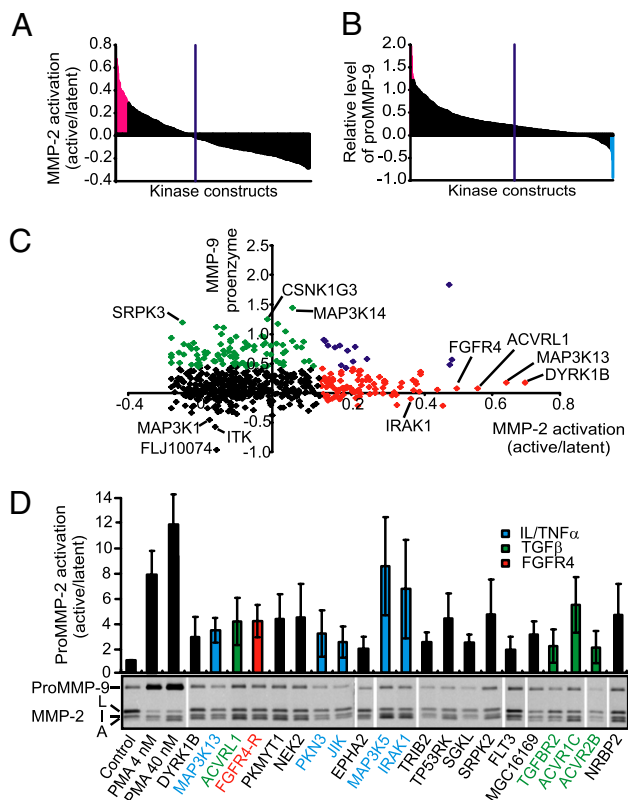 A
MMP-2 activation
(active/latent)
0.8
0.6
0.4
0.2
0.0
-0.2
-0.4
Kinase constructs
B
Relative level
of proMMP-9
2.0
1.5
1.0
0.5
0.0
-0.5
-1.0
Kinase constructs
C
MMP-9
proenzyme
2.5
2.0
1.5
1.0
0.5
-0.5
-1.0
-0.4
-0.2
0.2
0.4
0.6
0.8
SRPK3
CSNK1G3
MAP3K14
FGFR4
ACVRL1
MAP3K13
DYRK1B
IRAK1
MAP3K1
ITK
FLJ10074
MMP-2 activation
(active/latent)
D
ProMMP-2 activation
(active/latent)
14
12
10
8
6
4
2
0
IL/TNFα
TGFβ
FGFR4
ProMMP-9
MMP-2
L
I
A
Control
PMA 4 nM
PMA 40 nM
DYRK1B
MAP3K13
ACVRL1
FGFR4-R
PKMYT1
NEK2
PKN3
JIK
EPHA2
MAP3K5
IRAK1
TRIB2
TP53RK
SGKL
SRPK2
FLT3
MGC16169
TGFBR2
ACVR1C
ACVR2B
NRBP2